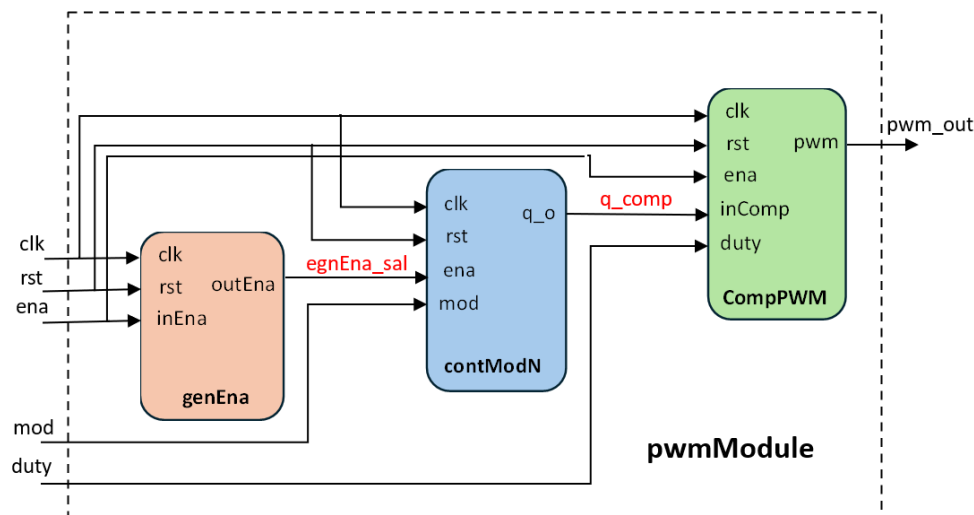 clk
rst
ena
mod
duty
clk
rst
inEna
outEna
genEna
egnEna_sal
clk
rst
ena
mod
q_o
contModN
q_comp
clk
rst
ena
inComp
duty
pwm
CompPWM
pwm_out
pwmModule